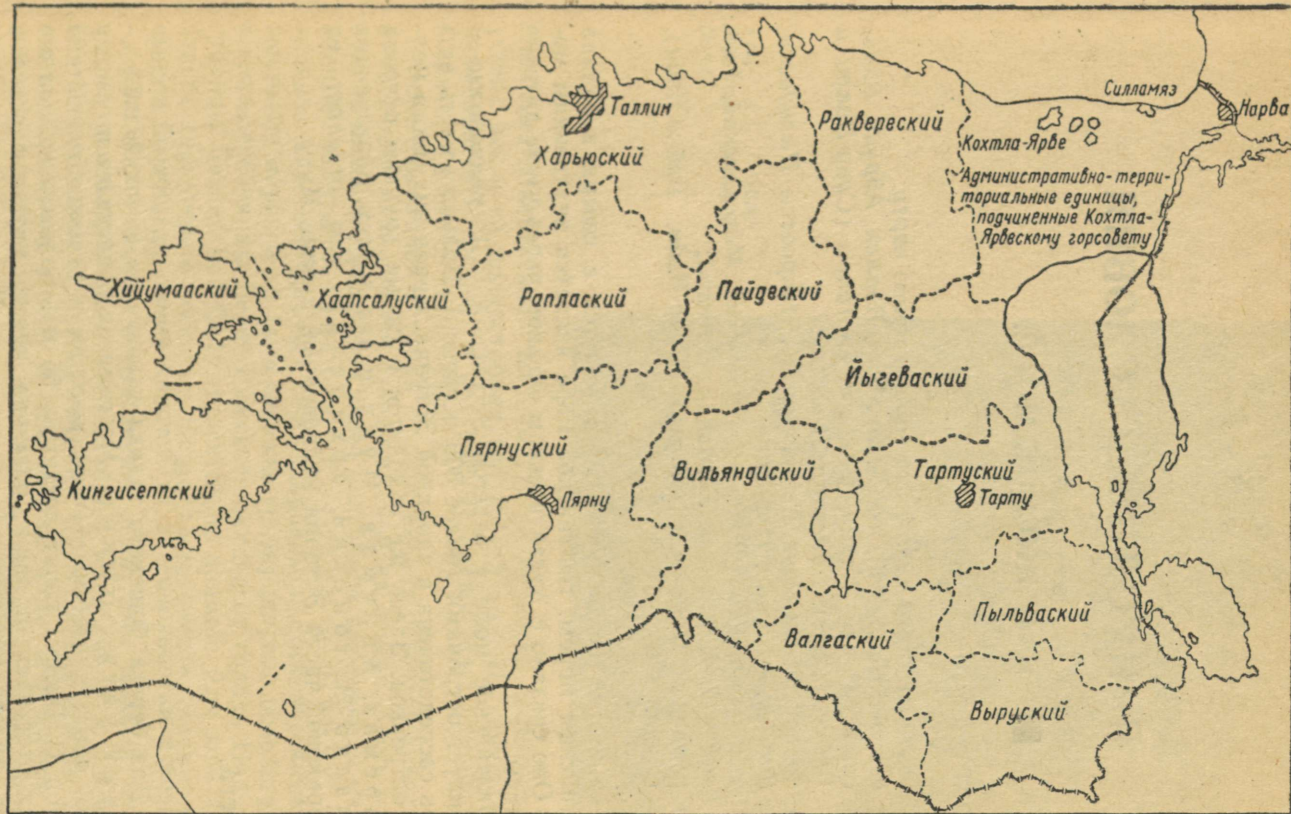 Силламяэ
Таллин
Нарва
Раквереский
Кохтла-Ярве
Харьюский
Административно-терри-
ториальные единицы,
подчиненные Кохтла-
Ярвескому горсовету
Хийумааский
Хаапсалуский
Раплаский
Пайдеский
Йыгеваский
Пярнуский
Вильяндиский
Тартуский
Кингисеппский
Пярну
Тарту
Валгаский
Пыльваский
Выруский